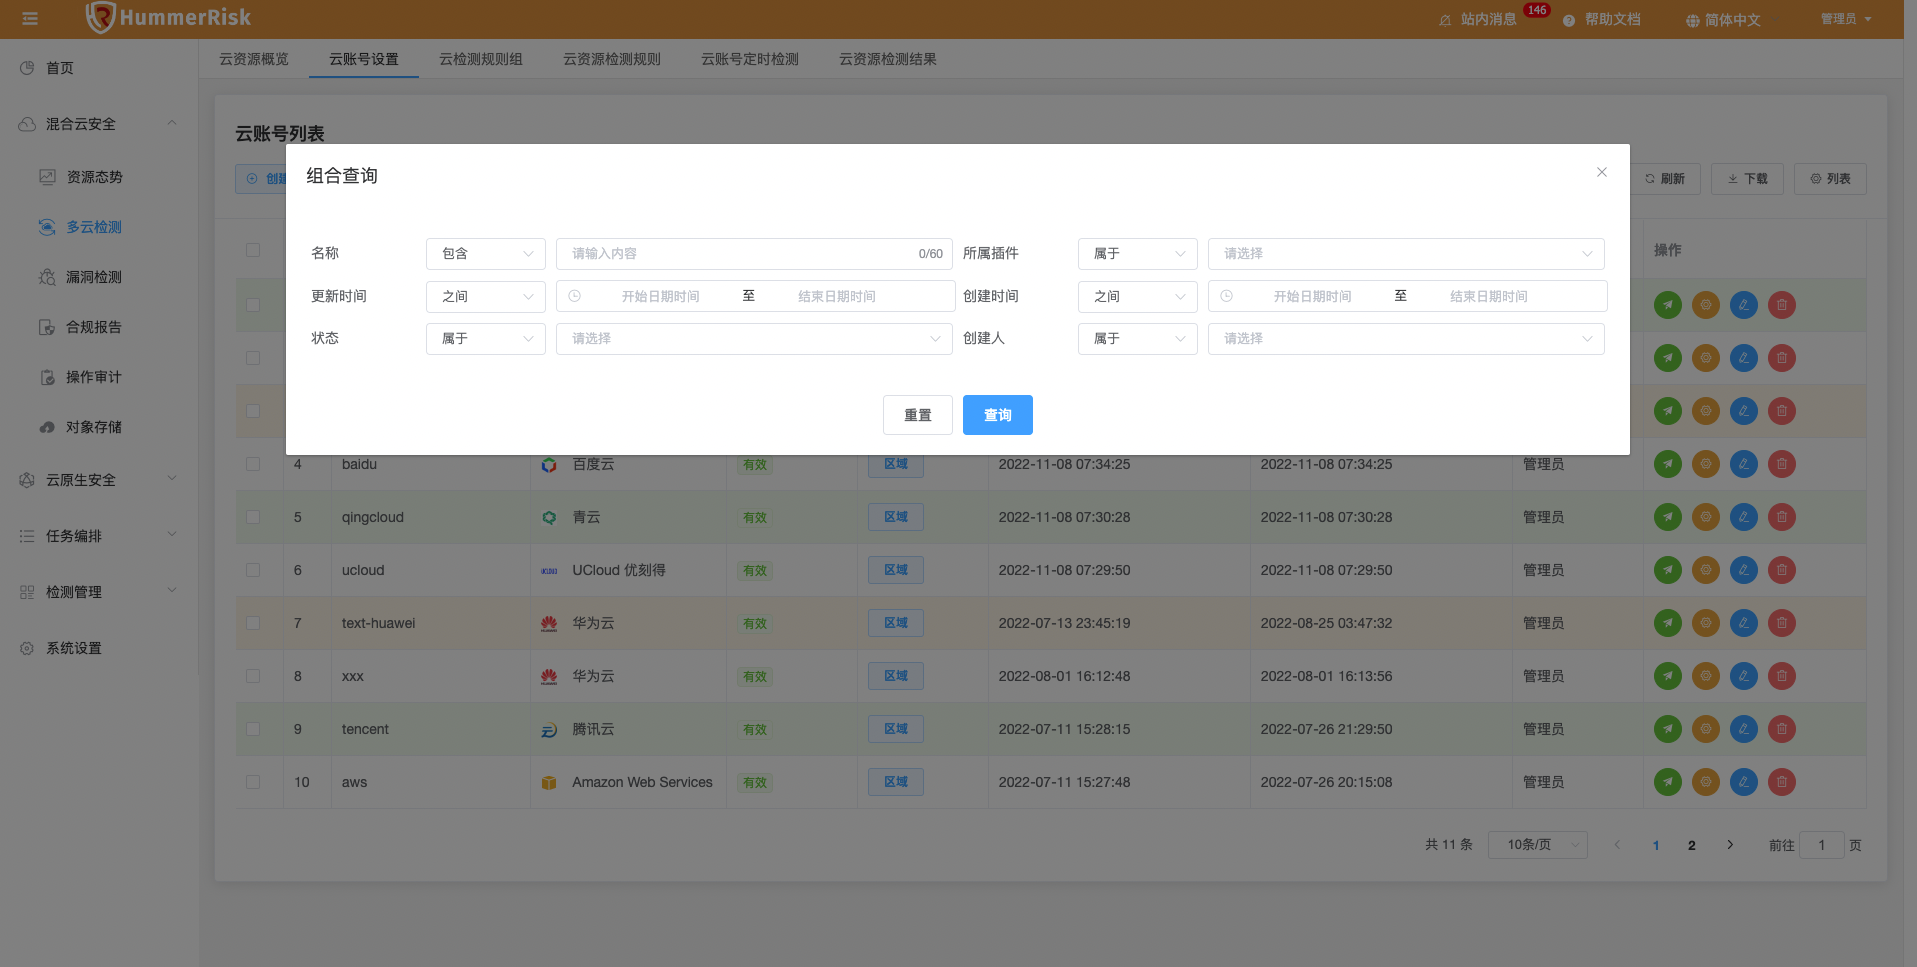 HummerRisk
站内消息 146 帮助文档 简体中文 管理员
首页
混合云安全
资源态势
多云检测
漏洞检测
合规报告
操作审计
对象存储
云原生安全
任务编排
检测管理
系统设置
云资源概览 云账号设置 云检测规则组 云资源检测规则 云账号定时检测 云资源检测结果
云账号列表
创建 刷新 下载 列表
操作
组合查询
名称 包含 请输入内容 0/60 所属插件 属于 请选择
更新时间 之间 开始日期时间 至 结束日期时间 创建时间 之间 开始日期时间 至 结束日期时间
状态 属于 请选择 创建人 属于 请选择
重置 查询
4 baidu 百度云 有效 区域 2022-11-08 07:34:25 2022-11-08 07:34:25 管理员
5 qingcloud 青云 有效 区域 2022-11-08 07:30:28 2022-11-08 07:30:28 管理员
6 ucloud UCLOUD UCloud 优刻得 有效 区域 2022-11-08 07:29:50 2022-11-08 07:29:50 管理员
7 text-huawei HUAWEI 华为云 有效 区域 2022-07-13 23:45:19 2022-08-25 03:47:32 管理员
8 xxx HUAWEI 华为云 有效 区域 2022-08-01 16:12:48 2022-08-01 16:13:56 管理员
9 tencent 腾讯云 有效 区域 2022-07-11 15:28:15 2022-07-26 21:29:50 管理员
10 aws Amazon Web Services 有效 区域 2022-07-11 15:27:48 2022-07-26 20:15:08 管理员
共 11 条 10条/页 1 2 前往 1 页